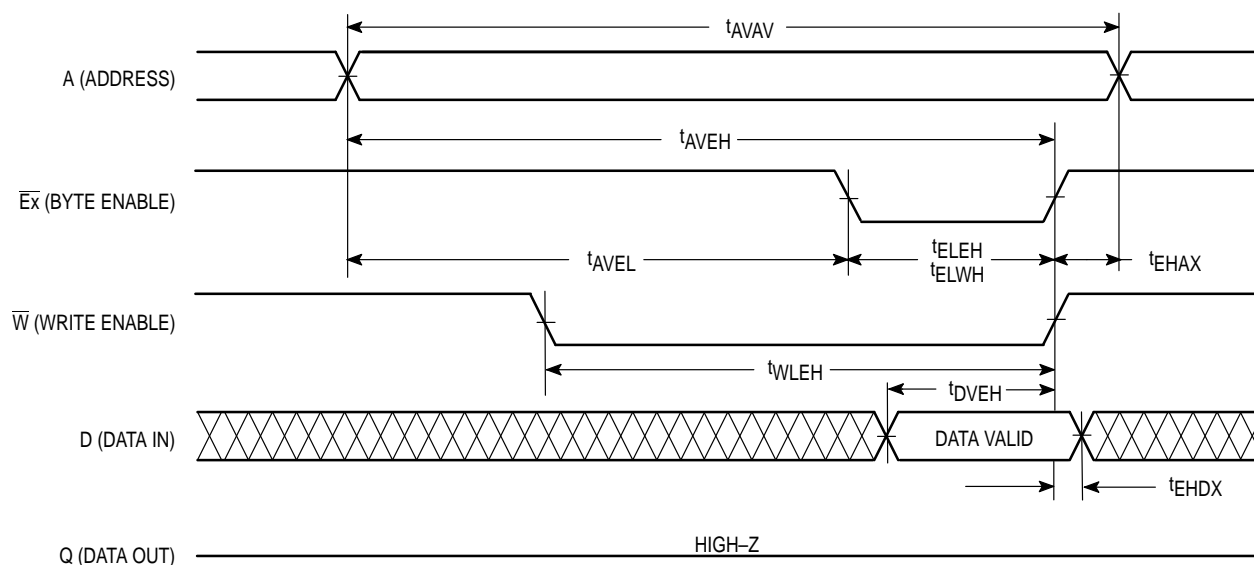 tAVAV
A (ADDRESS)
tAVEH
Ex (BYTE ENABLE)
tAVEL
tELEH
tELWH
tEHAX
W (WRITE ENABLE)
tWLEH
tDVEH
D (DATA IN)
DATA VALID
tEHDX
HIGH–Z
Q (DATA OUT)